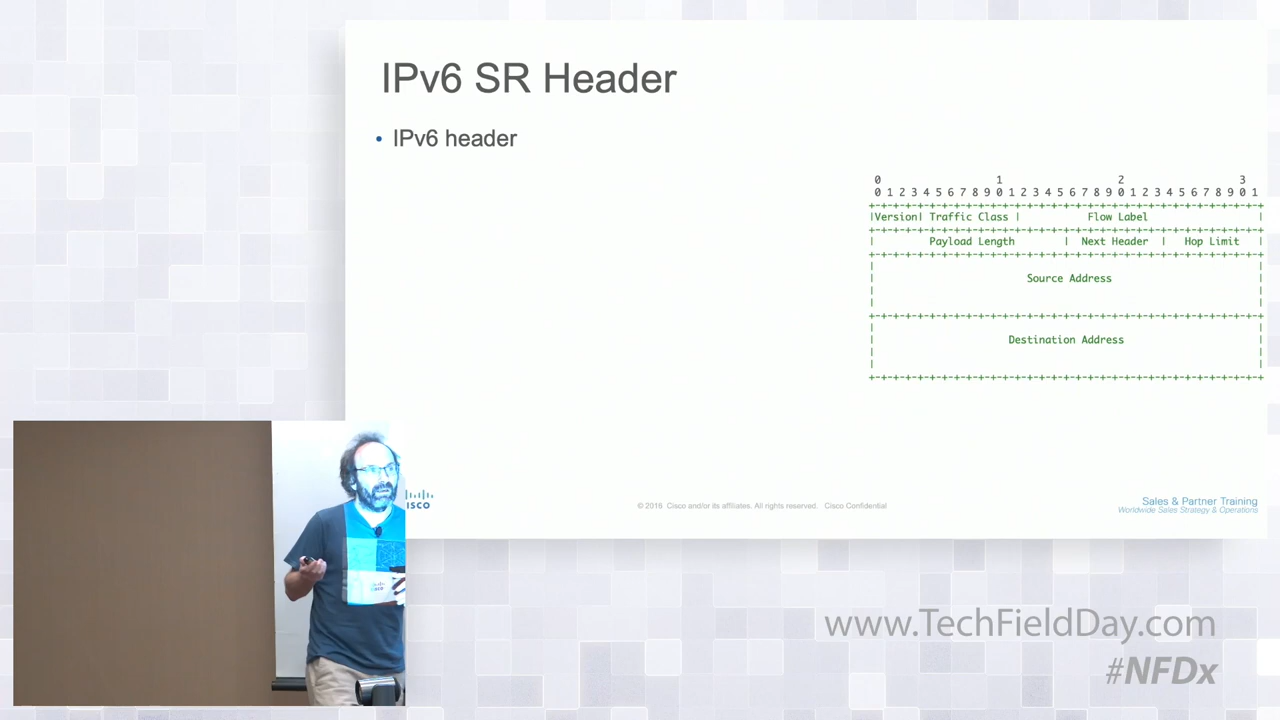 IPv6 SR Header
• IPv6 header
0 1 2 3
0 1 2 3 4 5 6 7 8 9 0 1 2 3 4 5 6 7 8 9 0 1 2 3 4 5 6 7 8 9 0 1
|Version| Traffic Class | Flow Label |
| Payload Length | Next Header | Hop Limit |
Source Address
Destination Address
ISCO
© 2016 Cisco and/or its affiliates. All rights reserved. Cisco Confidential
Sales & Partner Training
Worldwide Sales Strategy & Operations
www.TechFieldDay.com
#NFDx